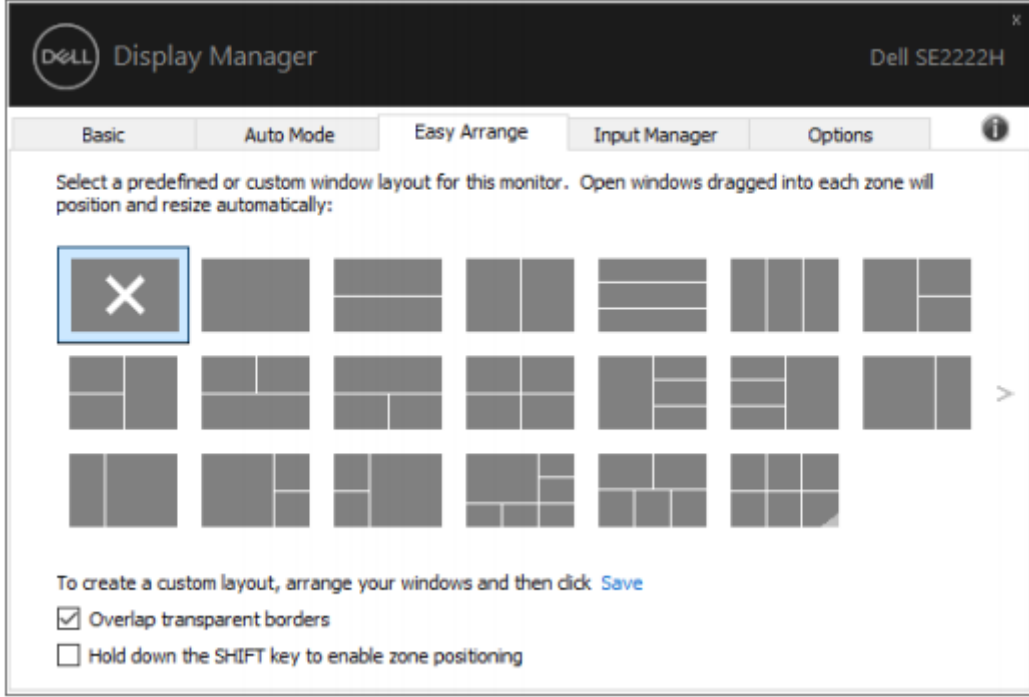 x
DELL Display Manager
Dell SE2222H
Basic
Auto Mode
Easy Arrange
Input Manager
Options
Select a predefined or custom window layout for this monitor. Open windows dragged into each zone will
position and resize automatically:
>
To create a custom layout, arrange your windows and then click Save
Overlap transparent borders
Hold down the SHIFT key to enable zone positioning